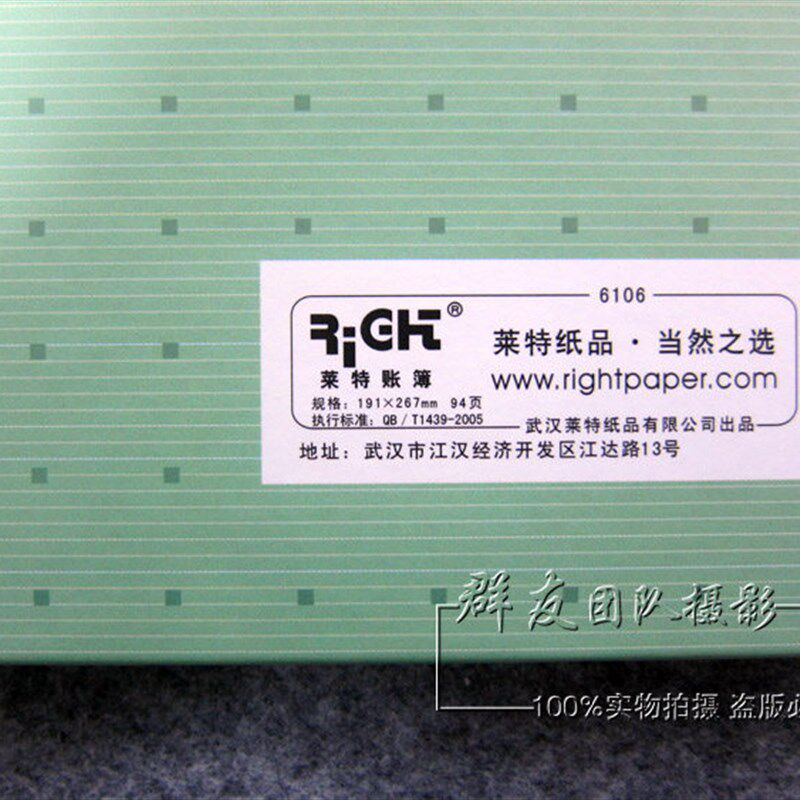 6106
RiGHT®
莱特纸品·当然之选
莱特账簿
www.rightpaper.com
规格：191×267mm 94页
执行标准：QB/T1439-2005
武汉莱特纸品有限公司出品
地址：武汉市江汉经济开发区江达路13号
群友团队摄影
100%实物拍摄 盗版必